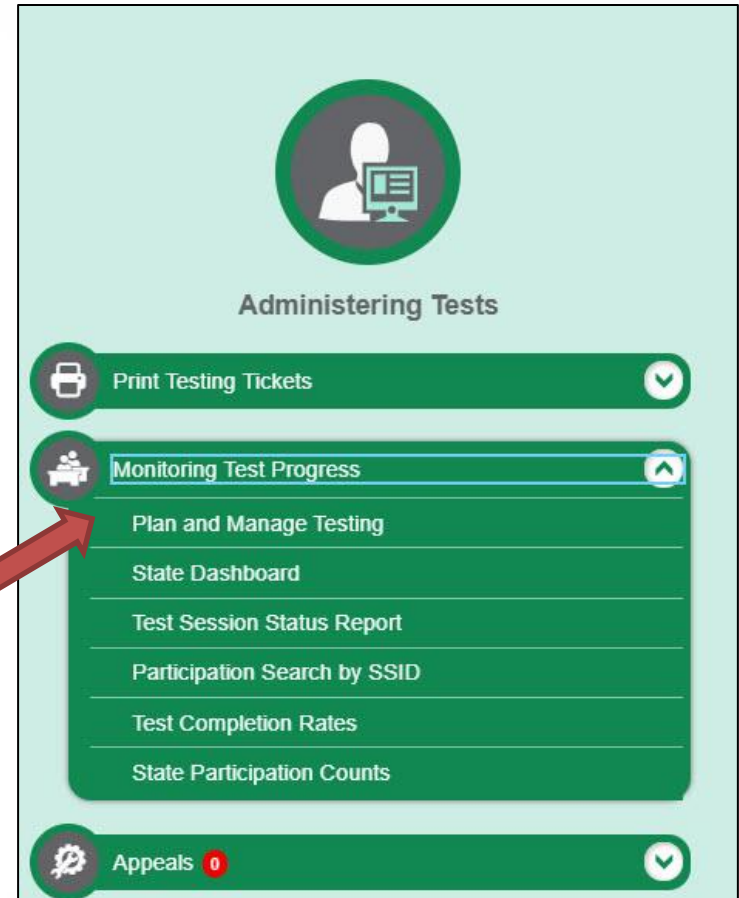 Administering Tests
Print Testing Tickets
Monitoring Test Progress
Plan and Manage Testing
State Dashboard
Test Session Status Report
Participation Search by SSID
Test Completion Rates
State Participation Counts
Appeals 0